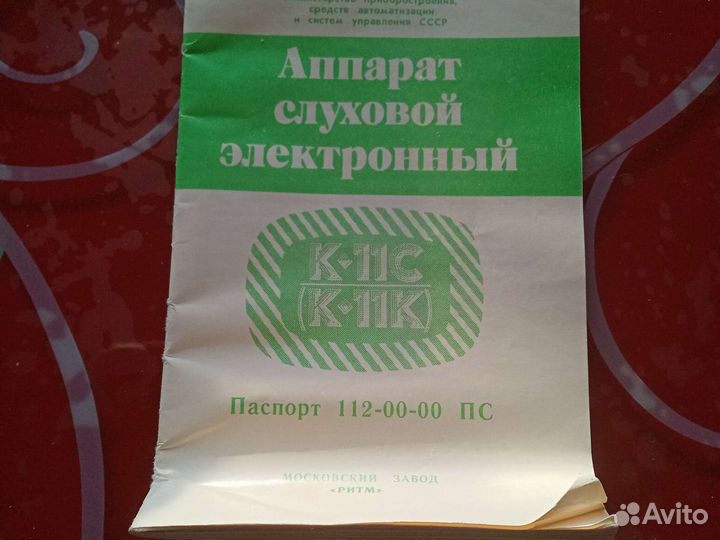 Министерство приборостроения,
средств автоматизации
и систем управления СССР
Аппарат
слуховой
электронный
К-11С
(К-11К)
Паспорт 112-00-00 ПС
МОСКОВСКИЙ ЗАВОД
«РИТМ»
Avito